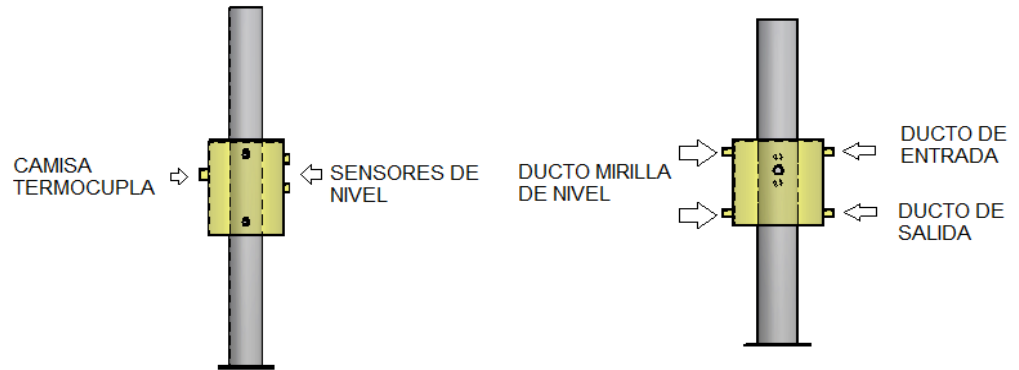 CAMISA
TERMOCUPLA
SENSORES DE
NIVEL
DUCTO MIRILLA
DE NIVEL
DUCTO DE
ENTRADA
DUCTO DE
SALIDA